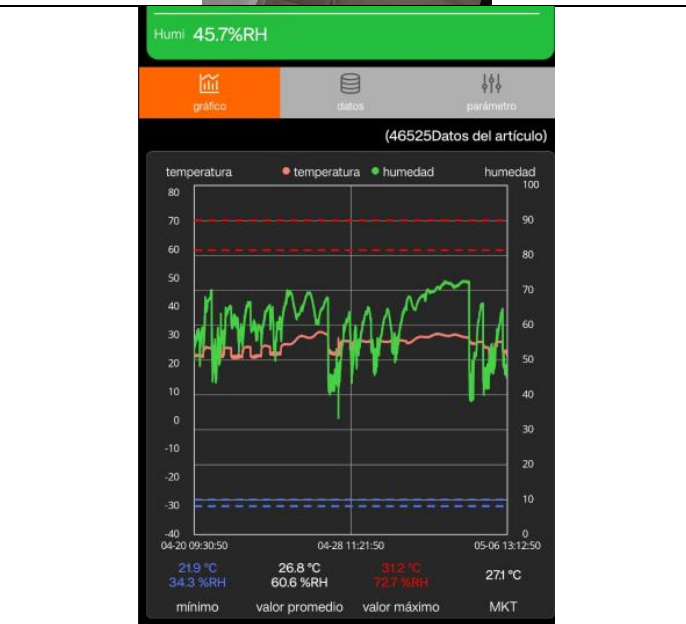 Humi 45.7%RH
gráfico datos parámetro
(46525Datos del artículo)
temperatura temperatura humedad humedad
80 100
70 90
60 80
50 70
40 60
30 50
20 40
10 30
0 20
-10 10
-20 0
-30
-40
04-20 09:30:50 04-28 11:21:50 05-06 13:12:50
21.9 °C 26.8 °C 31.2 °C 27.1 °C
34.3 %RH 60.6 %RH 72.7 %RH
mínimo valor promedio valor máximo MKT